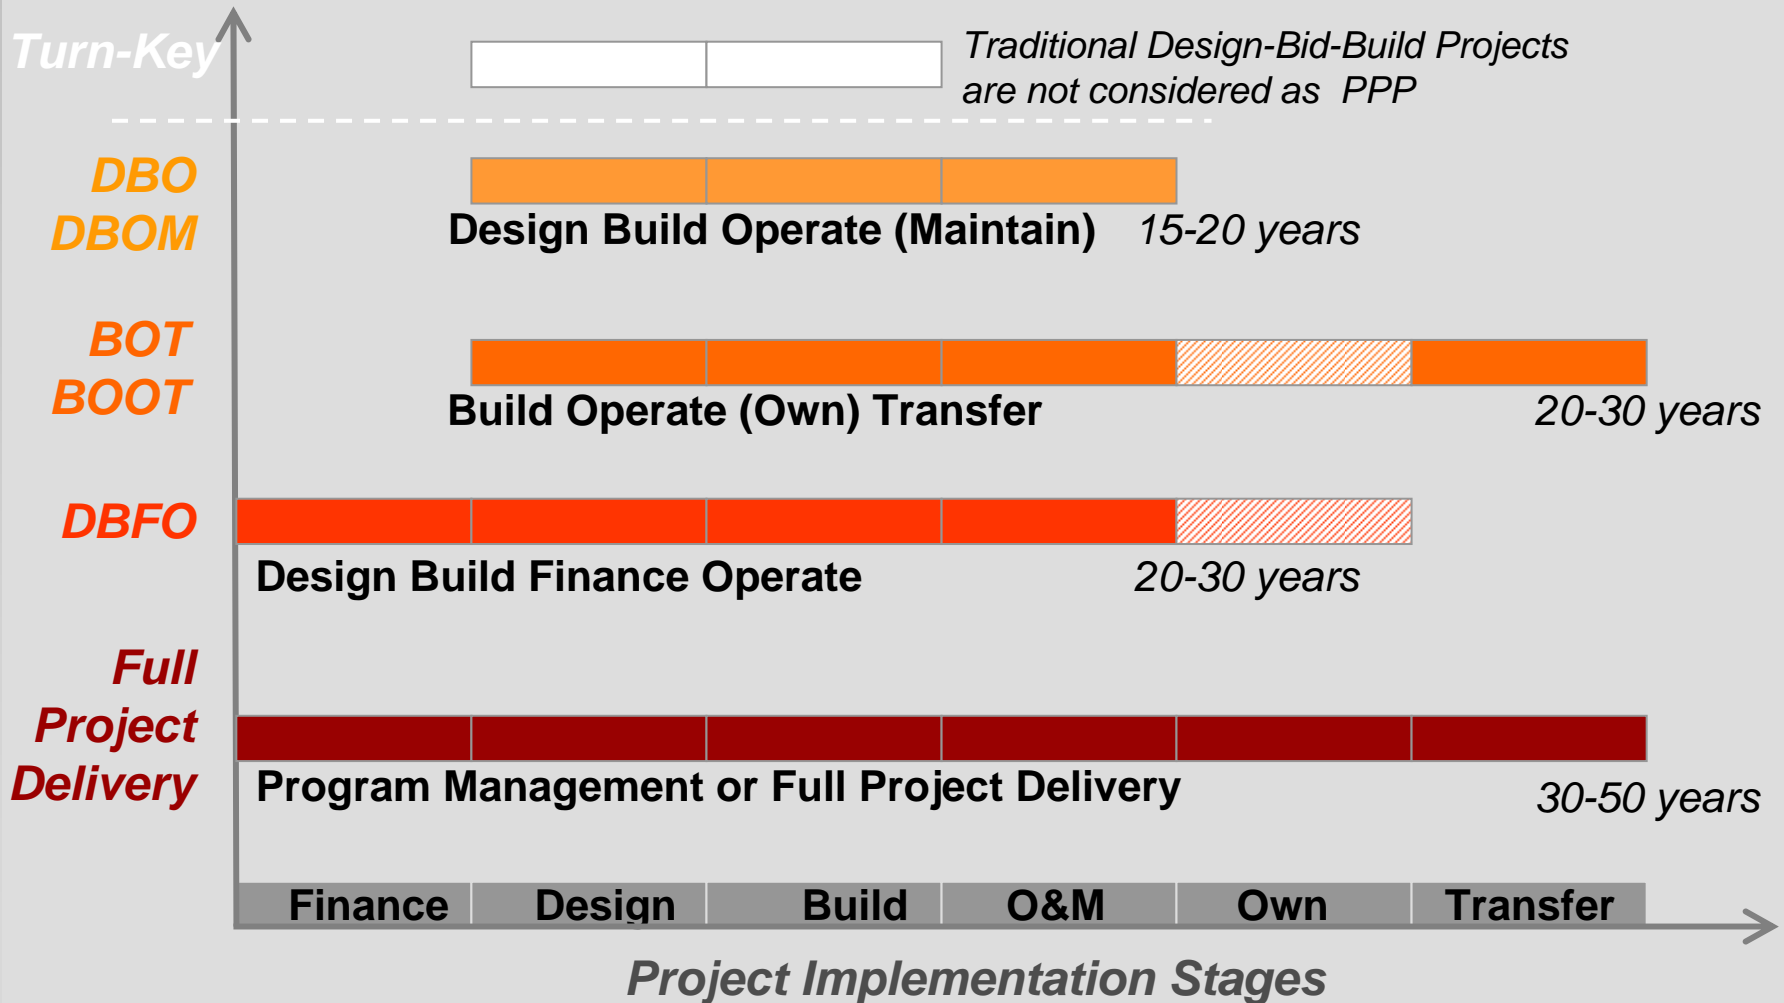 Turn-Key
Traditional Design-Bid-Build Projects
are not considered as PPP
DBO
DBOM
Design Build Operate (Maintain) 15-20 years
BOT
BOOT
Build Operate (Own) Transfer 20-30 years
DBFO
Design Build Finance Operate 20-30 years
Full
Project
Delivery
Program Management or Full Project Delivery 30-50 years
Finance Design Build O&M Own Transfer
Project Implementation Stages